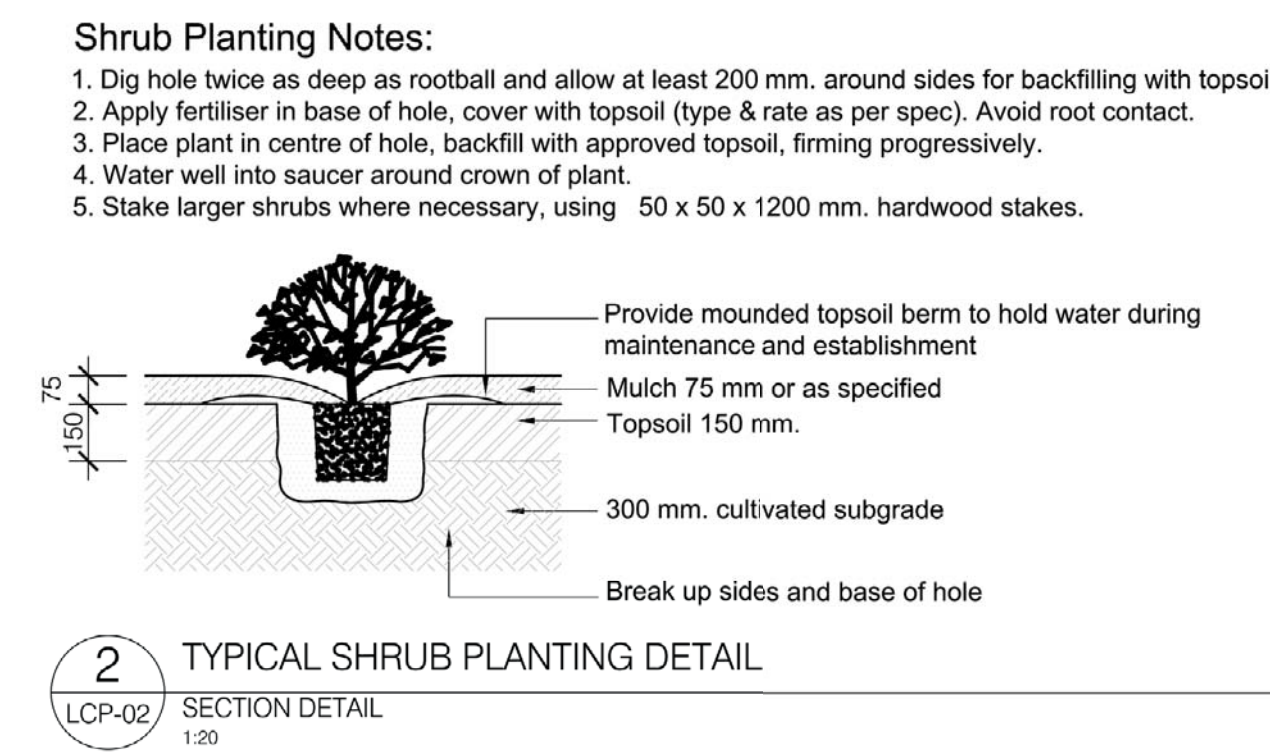 Shrub Planting Notes:
1. Dig hole twice as deep as rootball and allow at least 200 mm. around sides for backfilling with topsoi
2. Apply fertiliser in base of hole, cover with topsoil (type & rate as per spec). Avoid root contact.
3. Place plant in centre of hole, backfill with approved topsoil, firming progressively.
4. Water well into saucer around crown of plant.
5. Stake larger shrubs where necessary, using 50 x 50 x 1200 mm. hardwood stakes.
Provide mounded topsoil berm to hold water during
maintenance and establishment
75
Mulch 75 mm or as specified
150
Topsoil 150 mm.
300 mm. cultivated subgrade
Break up sides and base of hole
2
TYPICAL SHRUB PLANTING DETAIL
LCP-02
SECTION DETAIL
1:20